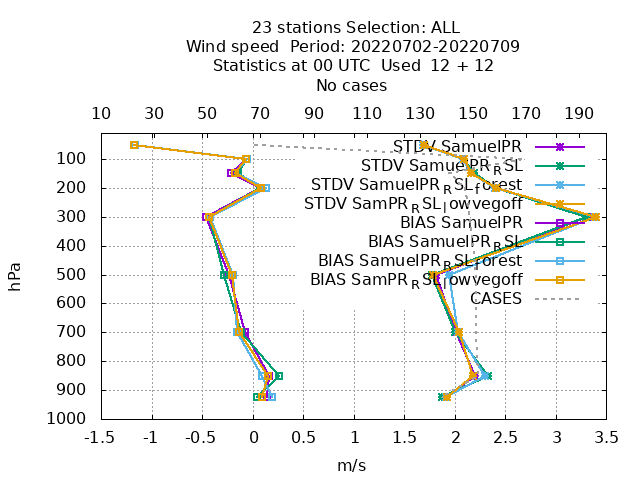 23 stations Selection: ALL
Wind speed  Period: 20220702-20220709
Statistics at 00 UTC  Used  12 + 12
No cases
10 30 50 70 90 110 130 150 170 190
STDV SamuelPR
STDV SamuelPR_RSL
STDV SamuelPR_RSL_forest
STDV SamPR_RSL_lowvegoff
BIAS SamuelPR
BIAS SamuelPR_RSL
BIAS SamuelPR_RSL_forest
BIAS SamPR_RSL_lowvegoff
CASES
100
200
300
400
500
600
700
800
900
1000
hPa
-1.5 -1 -0.5 0 0.5 1 1.5 2 2.5 3 3.5
m/s